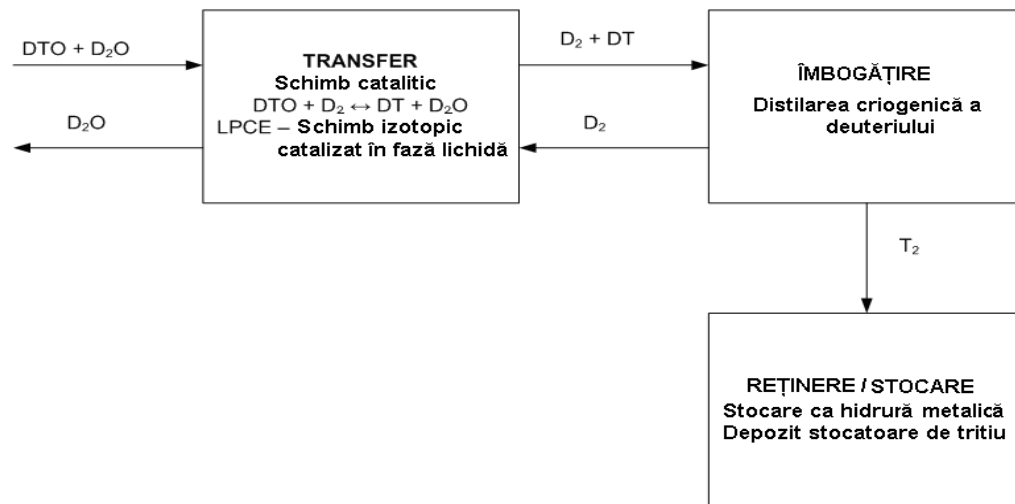 DTO + D₂O
D₂O
TRANSFER
Schimb catalitic
DTO + D₂ ↔ DT + D₂O
LPCE – Schimb izotopic
catalizat în fază lichidă
D₂ + DT
D₂
ÎMBOGĂȚIRE
Distilarea criogenică a
deuteriului
T₂
REȚINERE / STOCARE
Stocare ca hidrură metalică
Depozit stocatoare de tritiu